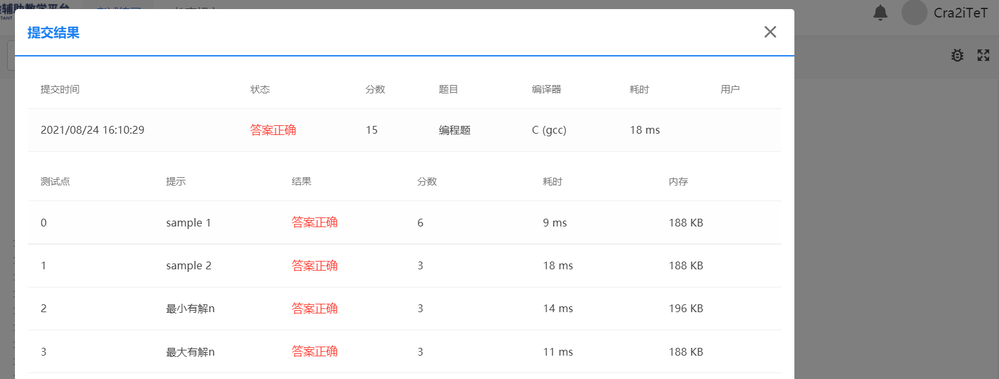 辅助教学平台
Cra2iTeT
提交结果
提交时间 状态 分数 题目 编译器 耗时 用户
2021/08/24 16:10:29 答案正确 15 编程题 C (gcc) 18 ms
测试点 提示 结果 分数 耗时 内存
0 sample 1 答案正确 6 9 ms 188 KB
1 sample 2 答案正确 3 18 ms 188 KB
2 最小有解n 答案正确 3 14 ms 196 KB
3 最大有解n 答案正确 3 11 ms 188 KB